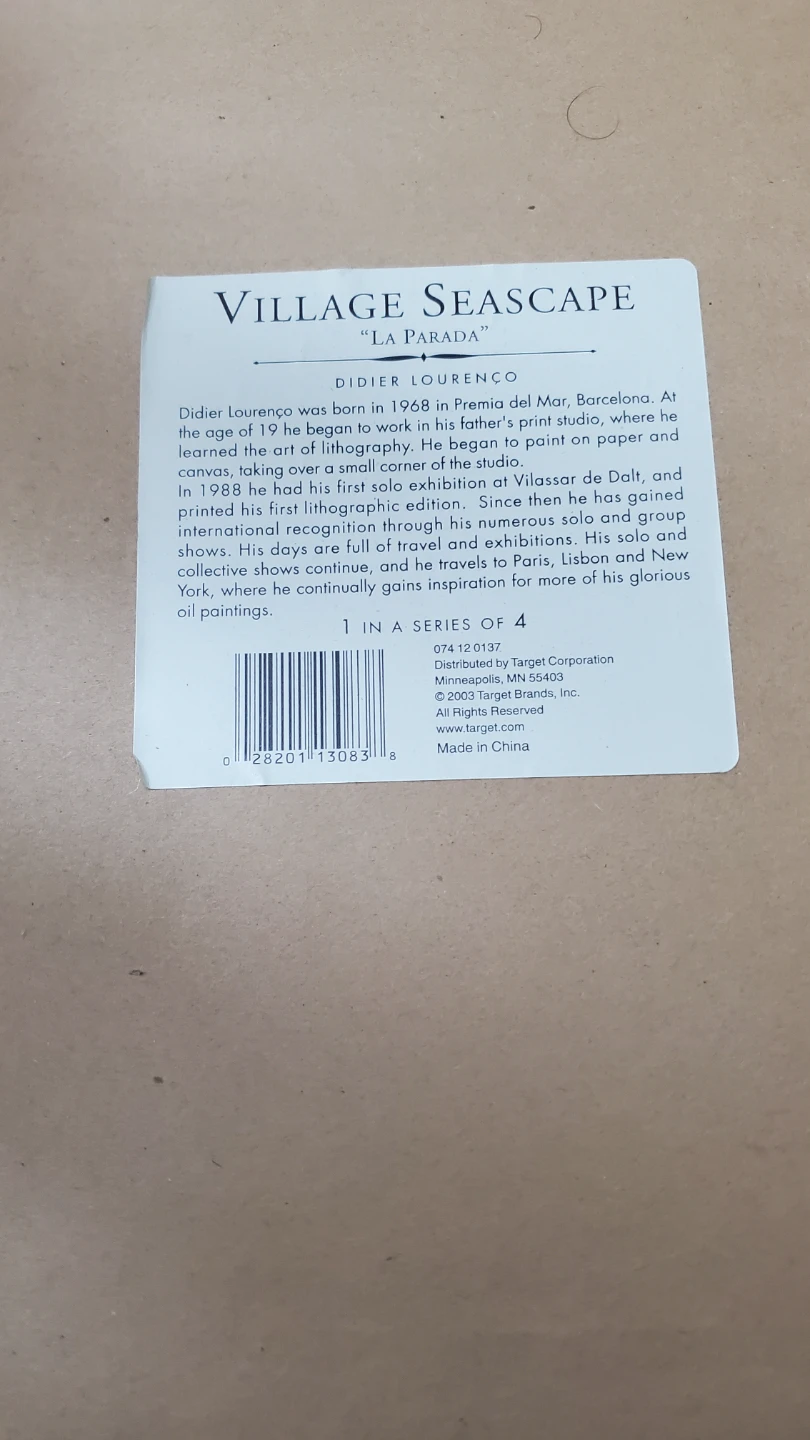 VILLAGE SEASCAPE
“LA PARADA”
DIDIER LOURENÇO
Didier Lourenço was born in 1968 in Premia del Mar, Barcelona. At
the age of 19 he began to work in his father's print studio, where he
learned the art of lithography. He began to paint on paper and
canvas, taking over a small corner of the studio.
In 1988 he had his first solo exhibition at Vilassar de Dalt, and
printed his first lithographic edition. Since then he has gained
international recognition through his numerous solo and group
shows. His days are full of travel and exhibitions. His solo and
collective shows continue, and he travels to Paris, Lisbon and New
York, where he continually gains inspiration for more of his glorious
oil paintings.
1 IN A SERIES OF 4
074 12 0137
Distributed by Target Corporation
Minneapolis, MN 55403
© 2003 Target Brands, Inc.
All Rights Reserved
www.target.com
Made in China
0 28201 13083 8